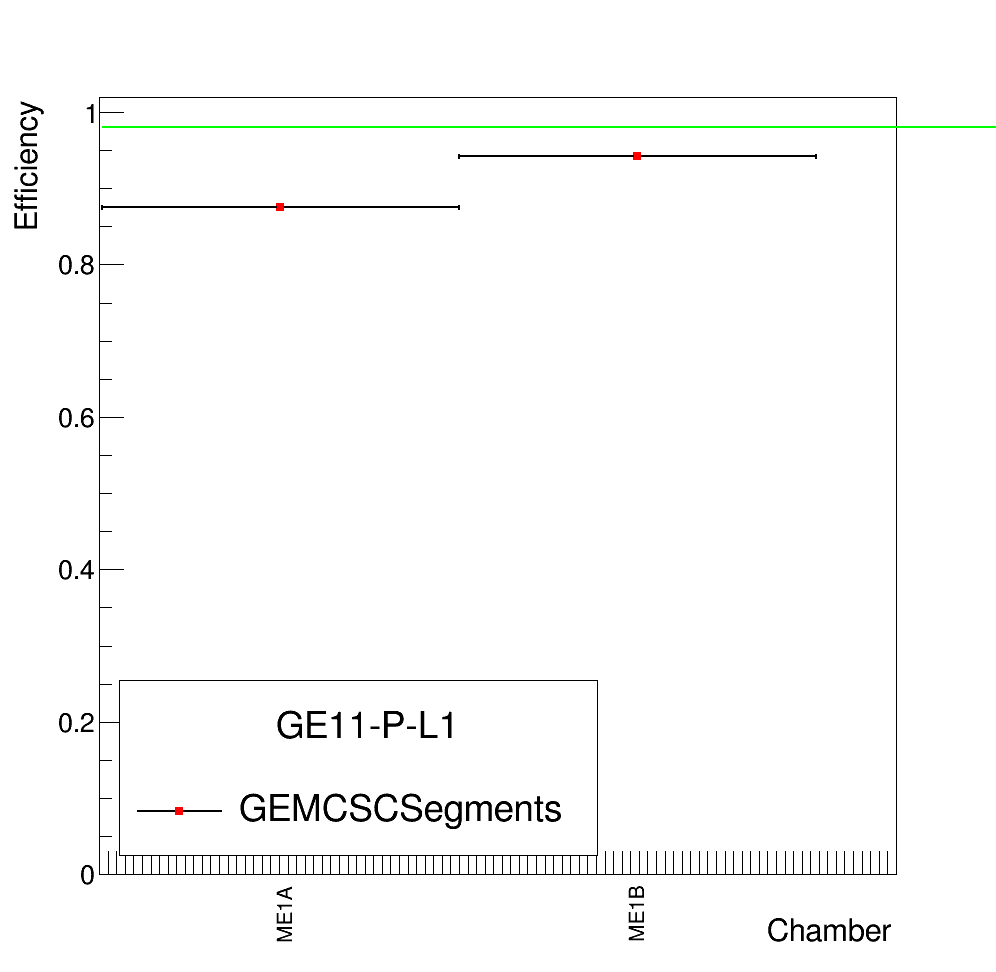 Efficiency
1
0.8
0.6
0.4
0.2
0
GE11-P-L1
GEMCSCSegments
ME1A
ME1B
Chamber